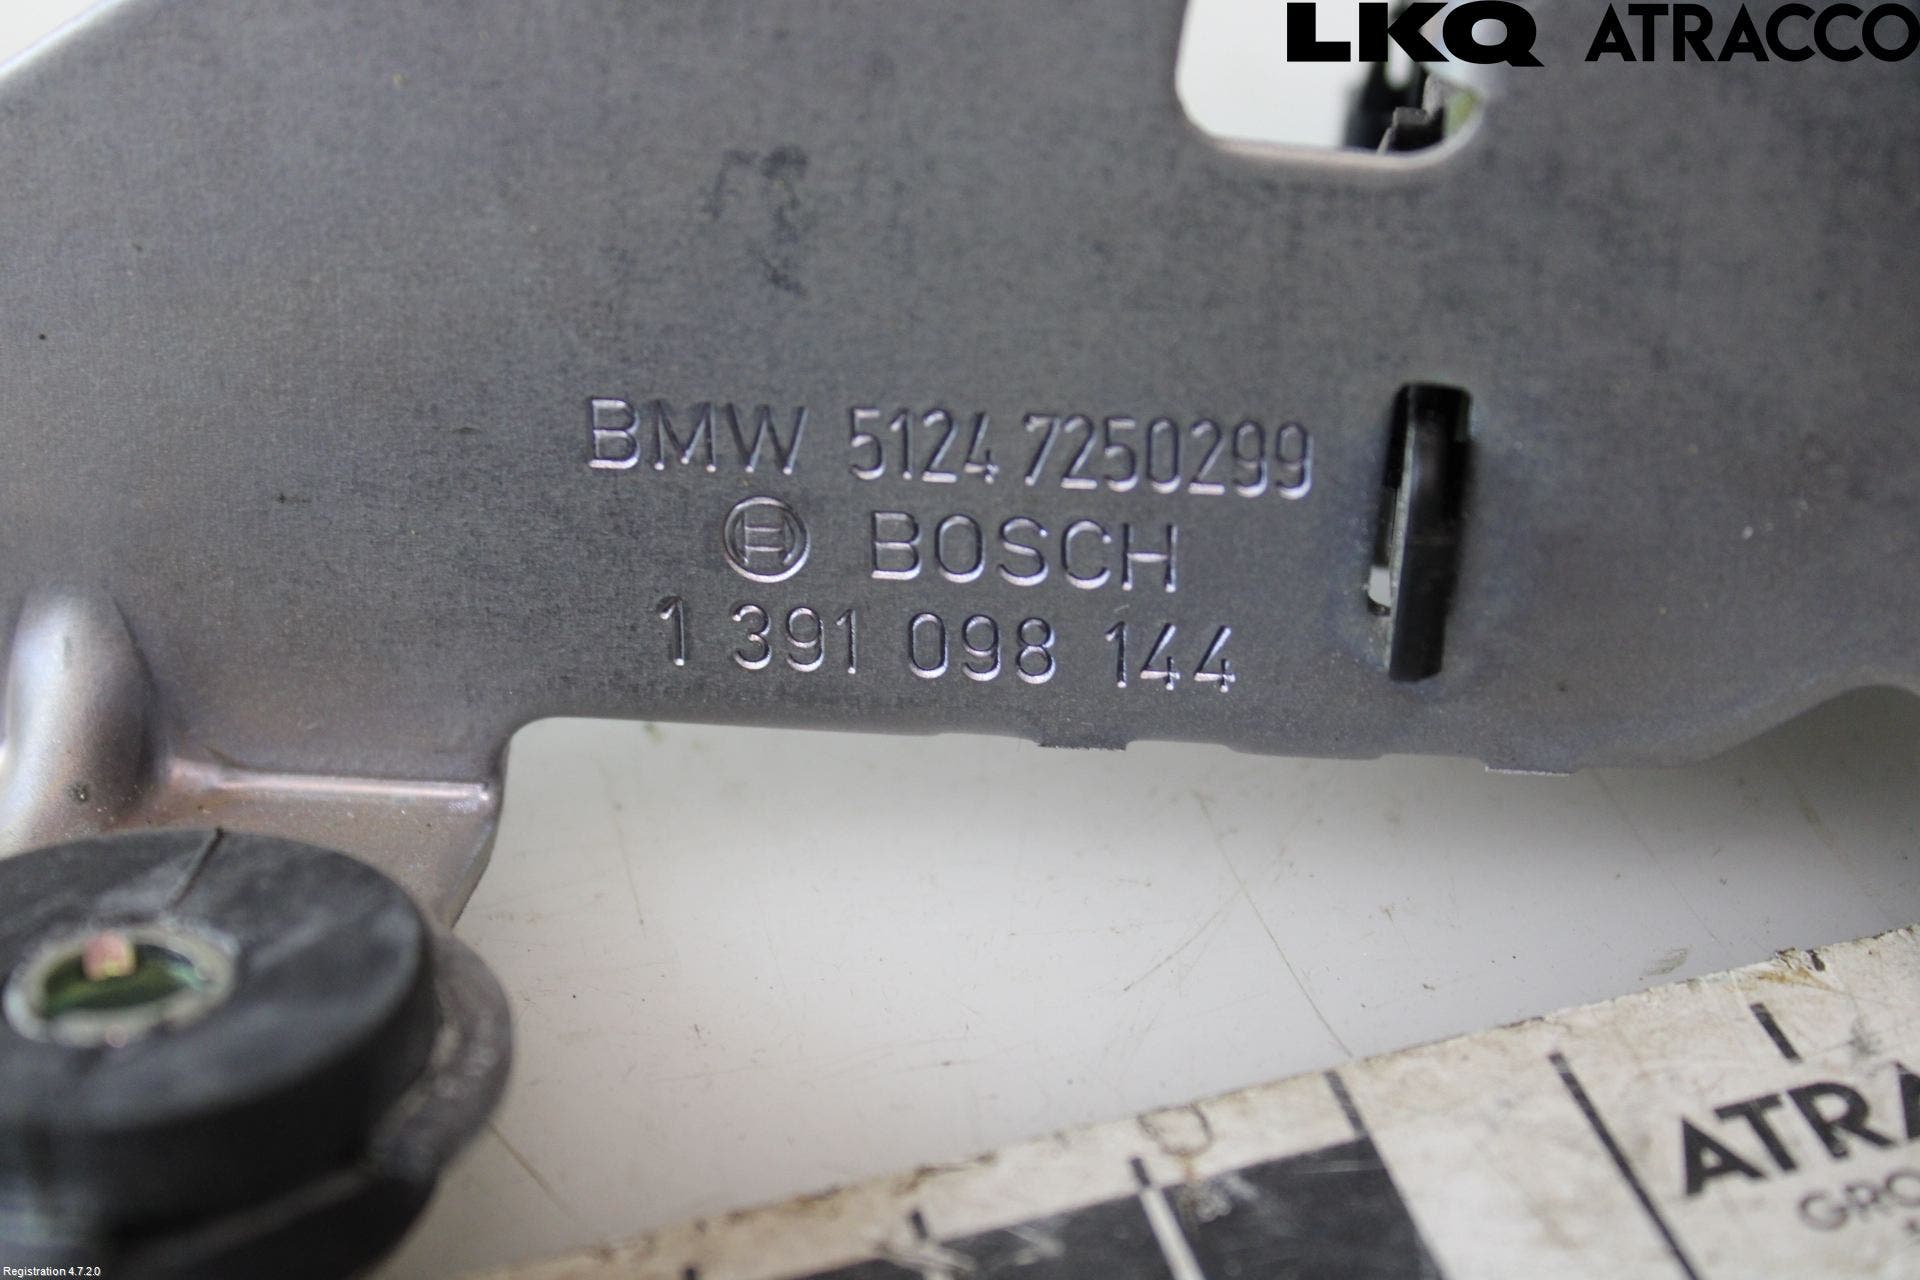 LKQ ATRACCO
BMW 5124 7250299
BOSCH
1 391 098 144
ATRA
GRO
Registration 4.7.2.0